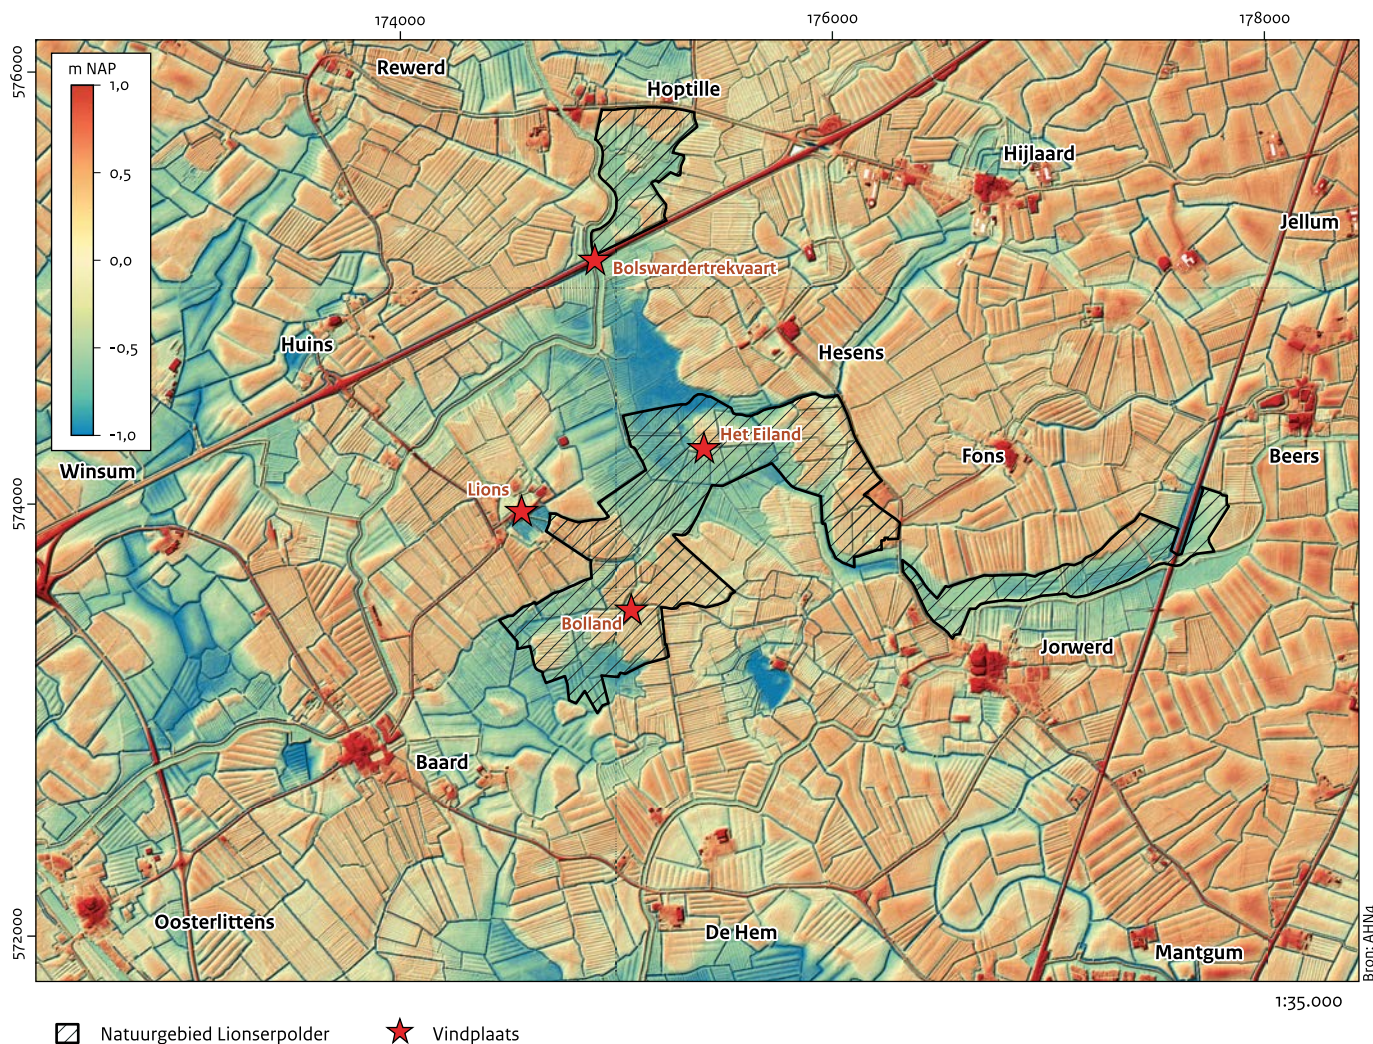 174000
176000
178000
576000
574000
572000
m NAP
1,0
0,5
0,0
-0,5
-1,0
Rewerd
Hoptille
Hijlaard
Jellum
Bolswardertrekvaart
Huins
Hesens
Het Eiland
Winsum
Fons
Beers
Lions
Bolland
Jorwerd
Baard
Oosterlittens
De Hem
Mantgum
Bron: AHN4
1:35.000
Natuurgebied Lionserpolder
Vindplaats